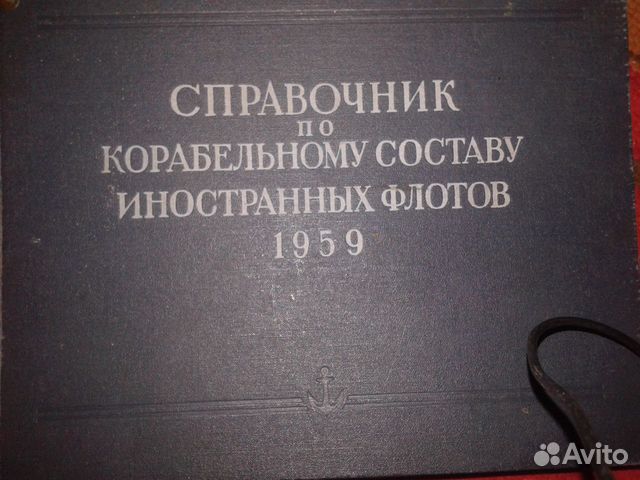 СПРАВОЧНИК
ПО
КОРАБЕЛЬНОМУ СОСТАВУ
ИНОСТРАННЫХ ФЛОТОВ
1959
Avito